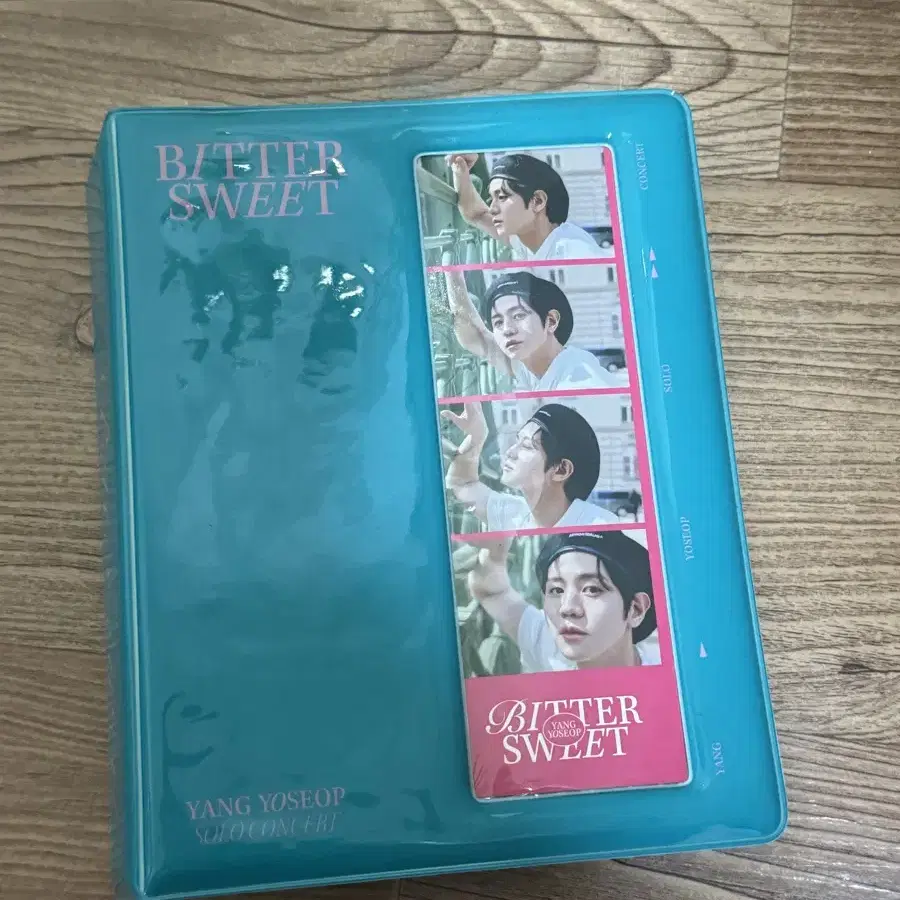 BITTER
SWEET
BITTER
YANG
YOSEOP
SWEET
YANG YOSEOP
SOLO CONCERT
YANG
YOSEOP
SOLO
CONCERT